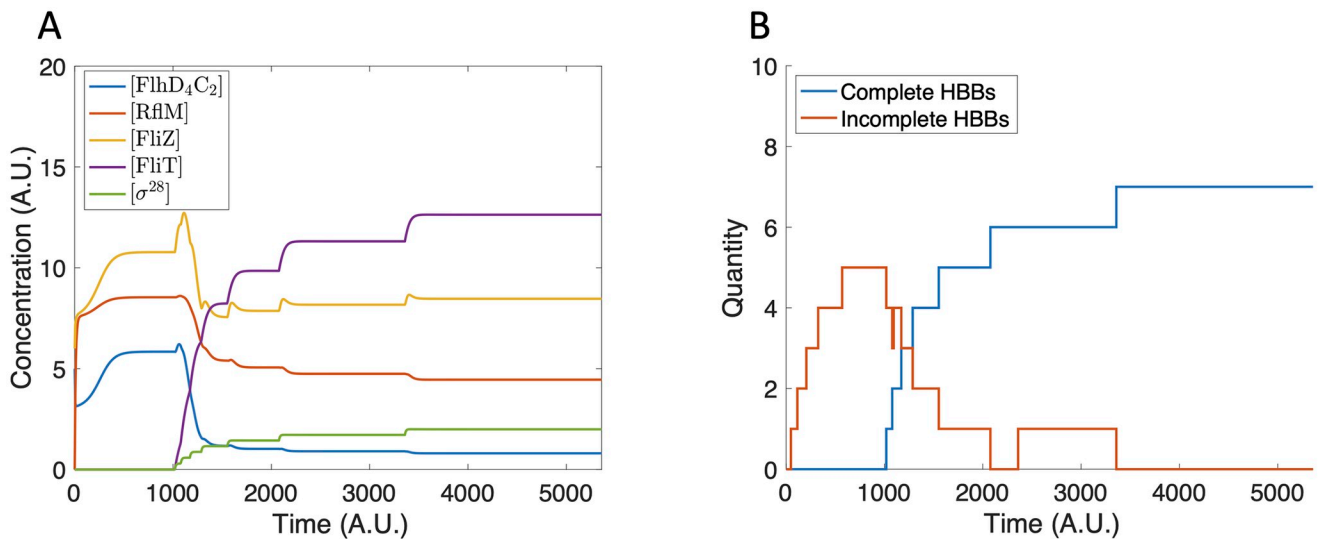 A
Concentration (A.U.)
20
15
10
5
0
[FlhD₄C₂]
[RflM]
[FliZ]
[FliT]
[σ²⁸]
0 1000 2000 3000 4000 5000
Time (A.U.)
B
Quantity
10
8
6
4
2
0
Complete HBBs
Incomplete HBBs
0 1000 2000 3000 4000 5000
Time (A.U.)